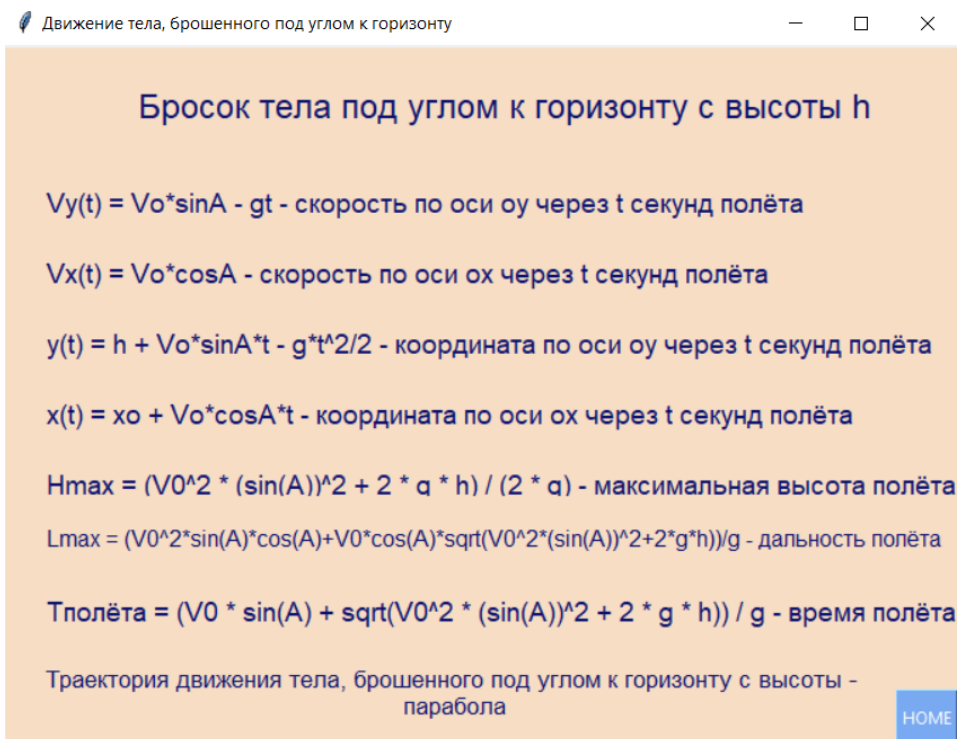 Движение тела, брошенного под углом к горизонту
Бросок тела под углом к горизонту с высоты h
Vy(t) = Vo*sinA - gt - скорость по оси оу через t секунд полёта
Vx(t) = Vo*cosA - скорость по оси ох через t секунд полёта
y(t) = h + Vo*sinA*t - g*t^2/2 - координата по оси оу через t секунд полёта
x(t) = xo + Vo*cosA*t - координата по оси ох через t секунд полёта
Hmax = (V0^2 * (sin(A))^2 + 2 * g * h) / (2 * g) - максимальная высота полёта
Lmax = (V0^2*sin(A)*cos(A)+V0*cos(A)*sqrt(V0^2*(sin(A))^2+2*g*h))/g - дальность полёта
Tполёта = (V0 * sin(A) + sqrt(V0^2 * (sin(A))^2 + 2 * g * h)) / g - время полёта
Траектория движения тела, брошенного под углом к горизонту с высоты -
парабола
HOME